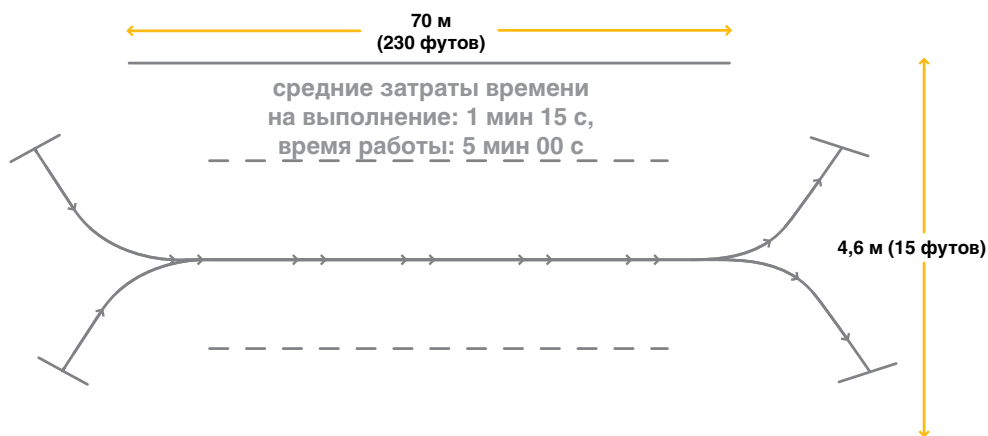 70 м
(230 футов)
средние затраты времени
на выполнение: 1 мин 15 с,
время работы: 5 мин 00 с
4,6 м (15 футов)